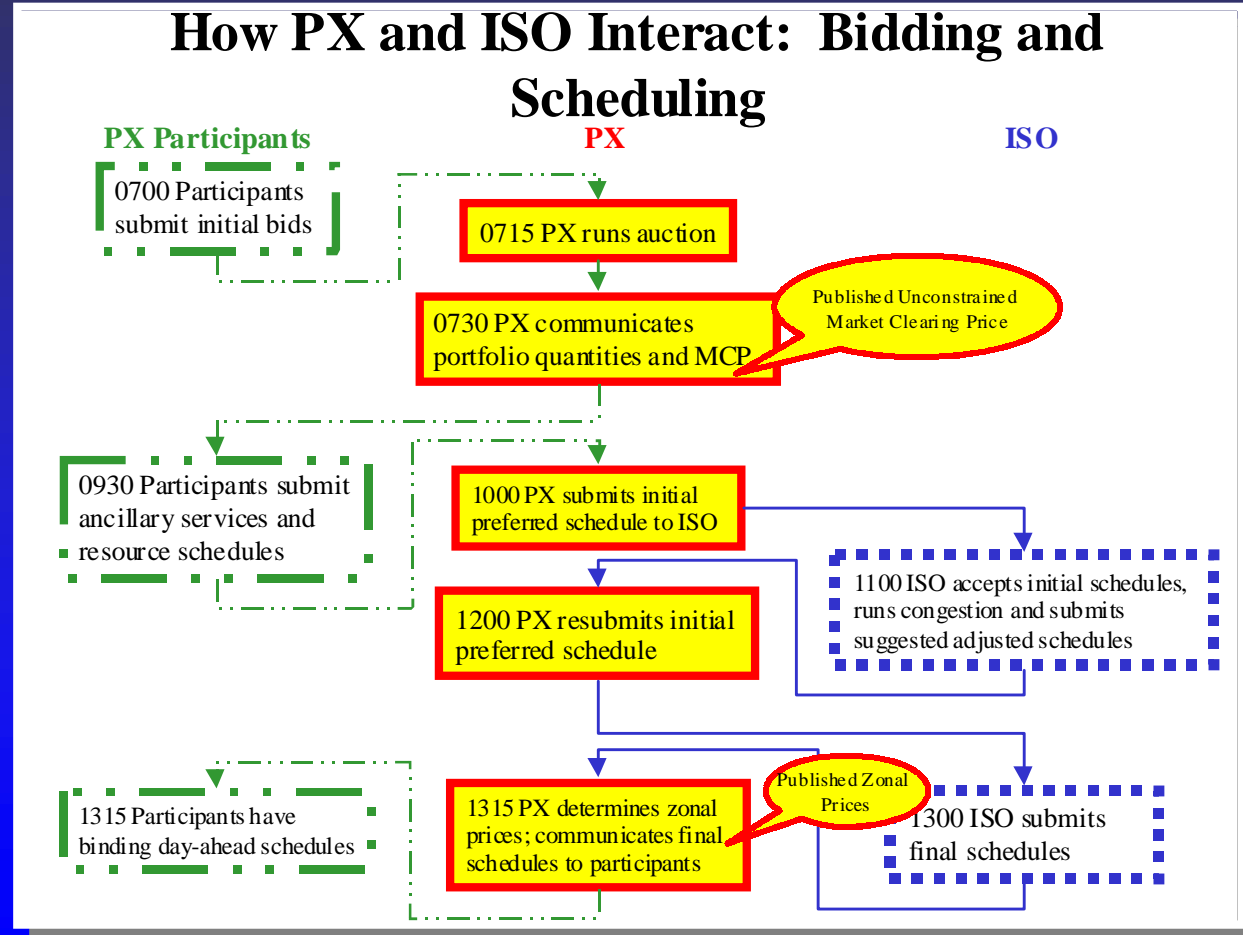 How PX and ISO Interact: Bidding and
Scheduling
PX Participants
PX
ISO
0700 Participants
submit initial bids
0715 PX runs auction
0730 PX communicates
portfolio quantities and MCP
Published Unconstrained
Market Clearing Price
0930 Participants submit
ancillary services and
resource schedules
1000 PX submits initial
preferred schedule to ISO
1100 ISO accepts initial schedules,
runs congestion and submits
suggested adjusted schedules
1200 PX resubmits initial
preferred schedule
1300 ISO submits
final schedules
1315 PX determines zonal
prices; communicates final
schedules to participants
Published Zonal
Prices
1315 Participants have
binding day-ahead schedules